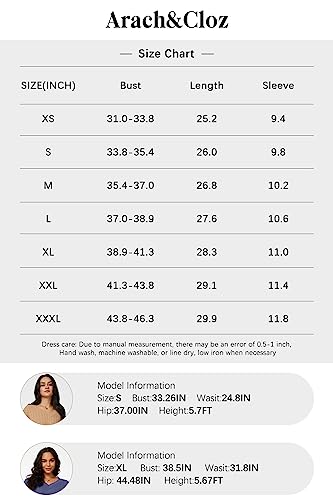 Arach&Cloz
Size Chart
SIZE(INCH) Bust Length Sleeve
XS 31.0-33.8 25.2 9.4
S 33.8-35.4 26.0 9.8
M 35.4-37.0 26.8 10.2
L 37.0-38.9 27.6 10.6
XL 38.9-41.3 28.3 11.0
XXL 41.3-43.8 29.1 11.4
XXXL 43.8-46.3 29.9 11.8
Dress care: Due to manual measurement, there may be an error of 0.5-1 inch,
Hand wash, machine washable, or line dry, low iron when necessary
Model Information
Size:S Bust:33.26IN Wasit:24.8IN
Hip:37.00IN Height:5.7FT
Model Information
Size:XL Bust: 38.5IN Wasit:31.8IN
Hip: 44.48IN Height:5.67FT